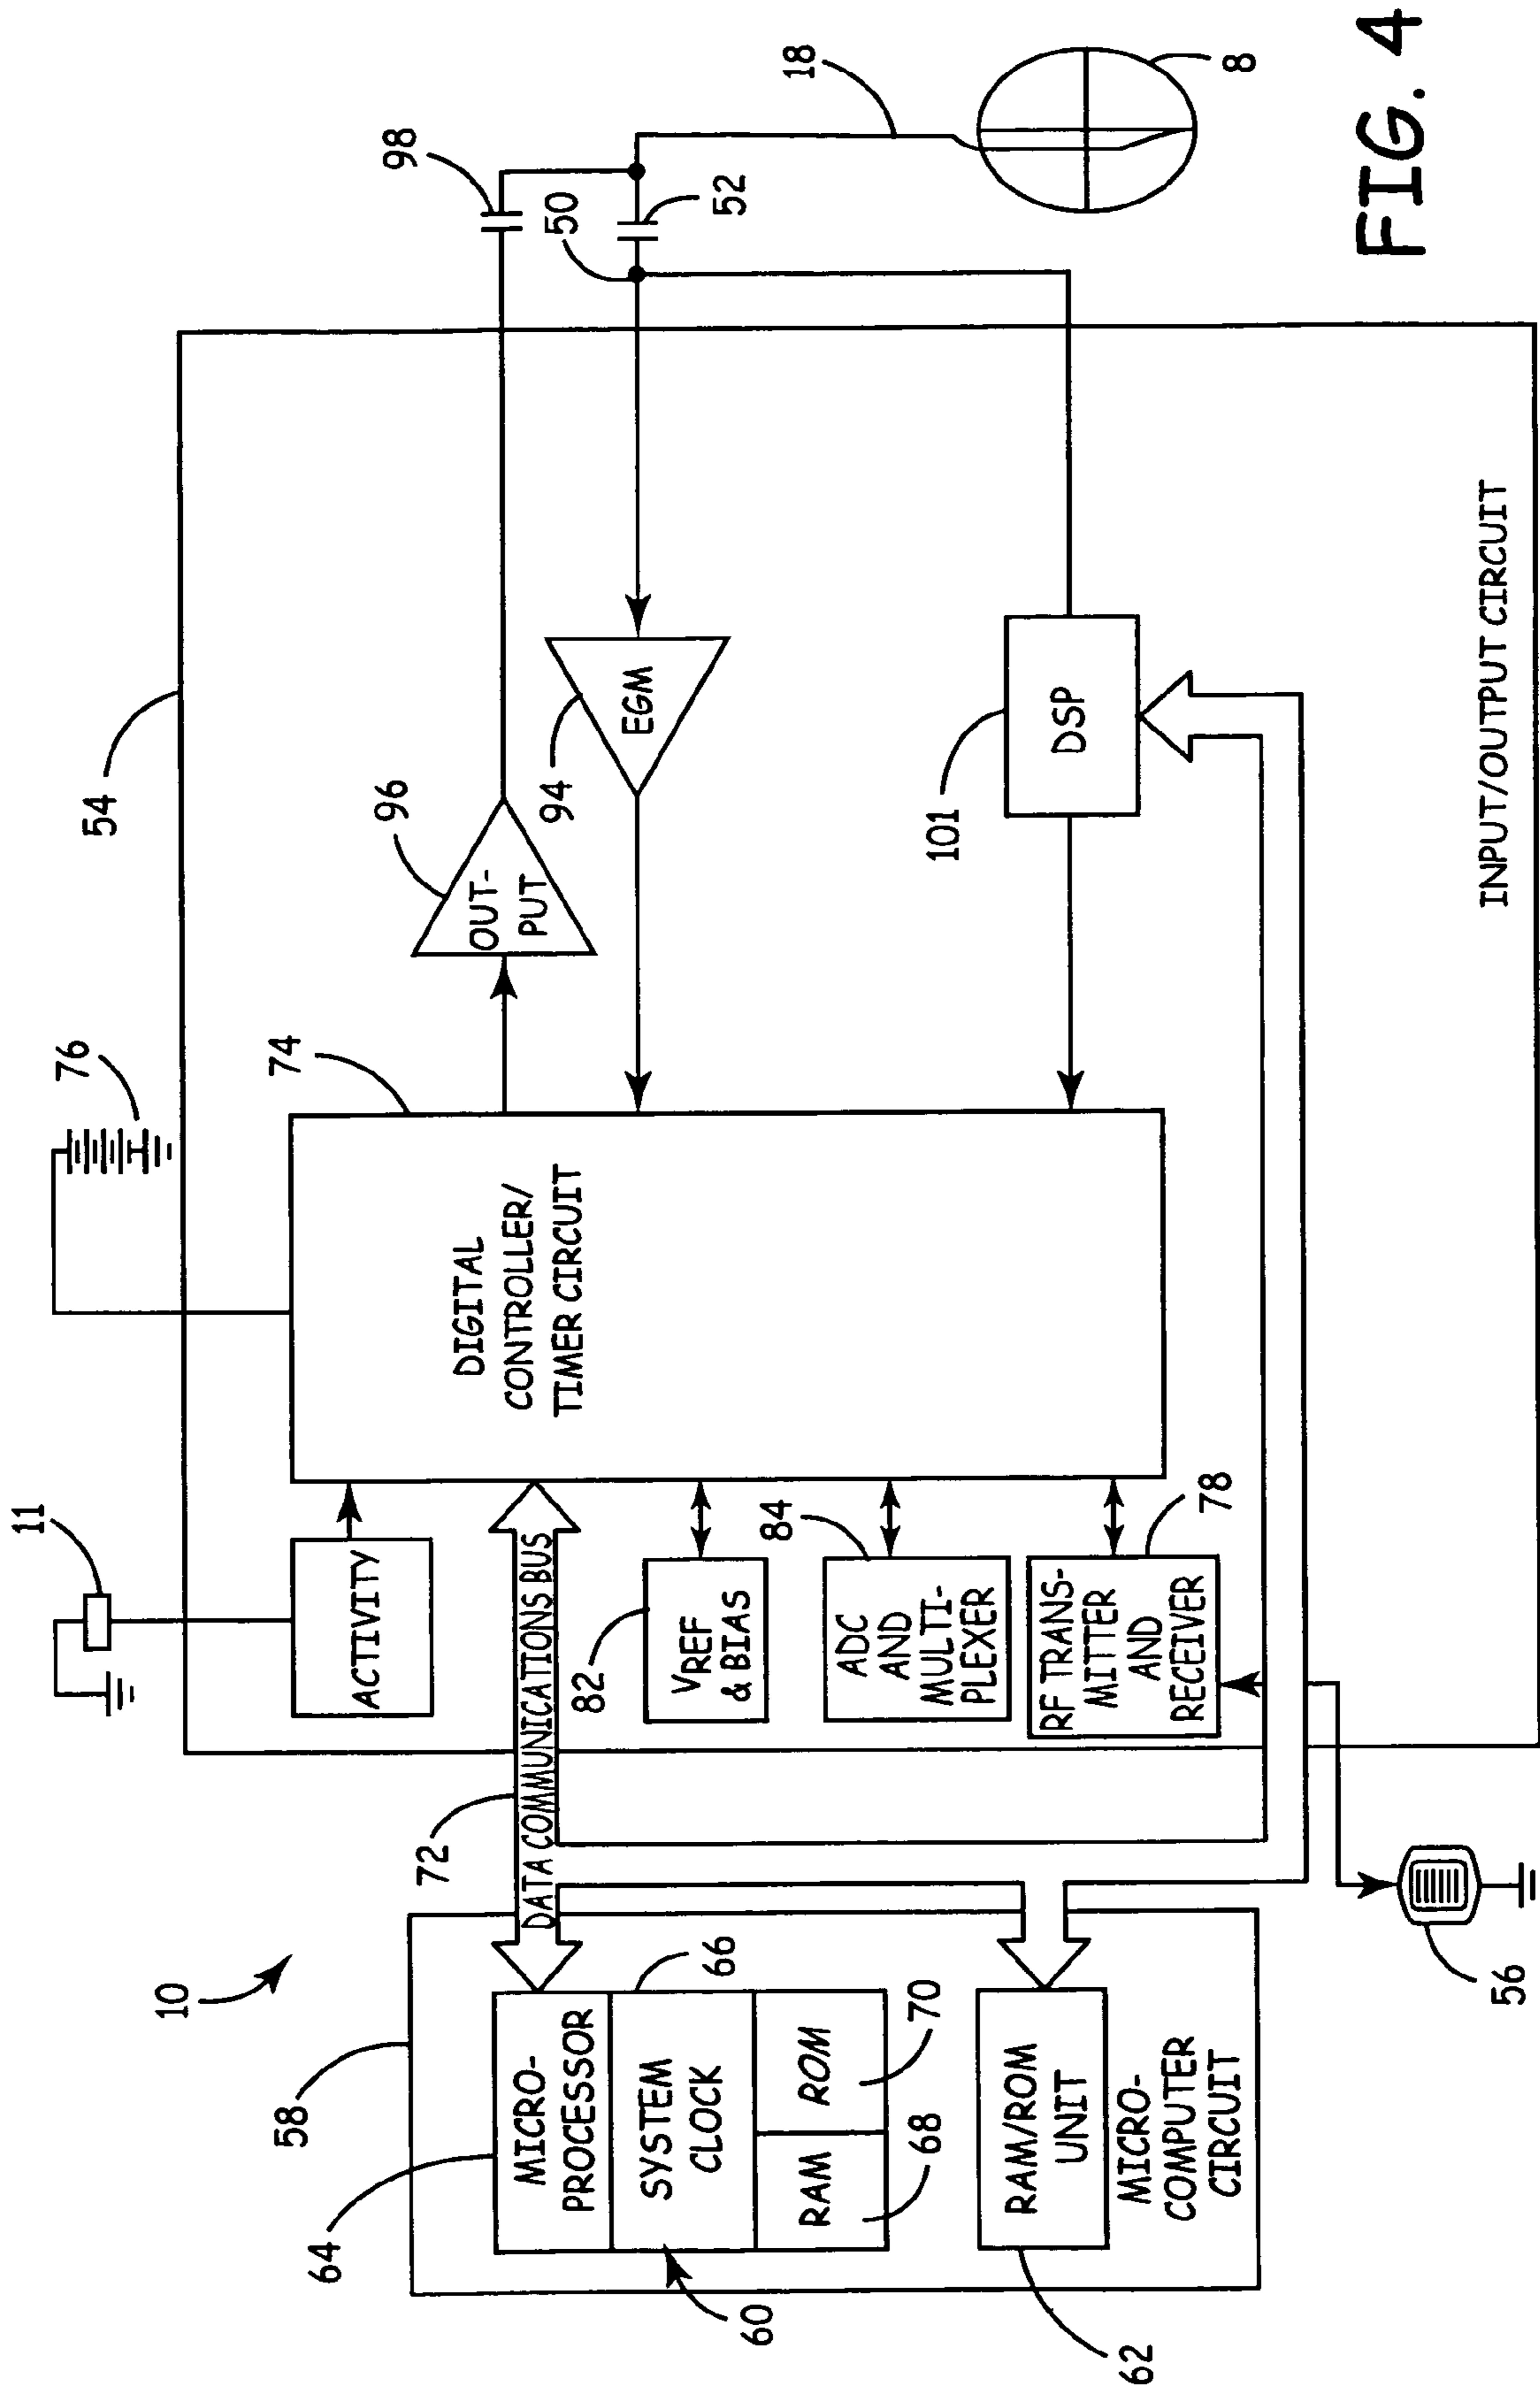 10
11
76
54
58
64
MICRO-
PROCESSOR
66
SYSTEM
CLOCK
RAM
ROM
68
70
60
62
RAM/ROM
UNIT
MICRO-
COMPUTER
CIRCUIT
72
DATA COMMUNICATIONS BUS
ACTIVITY
82
VREF
& BIAS
84
ADC
AND
MULTI-
PLEXER
RF TRANS-
MITTER
AND
RECEIVER
78
56
74
DIGITAL
CONTROLLER/
TIMER CIRCUIT
96
OUT-
PUT
94
EGM
101
DSP
98
50
52
18
8
INPUT/OUTPUT CIRCUIT
FIG. 4